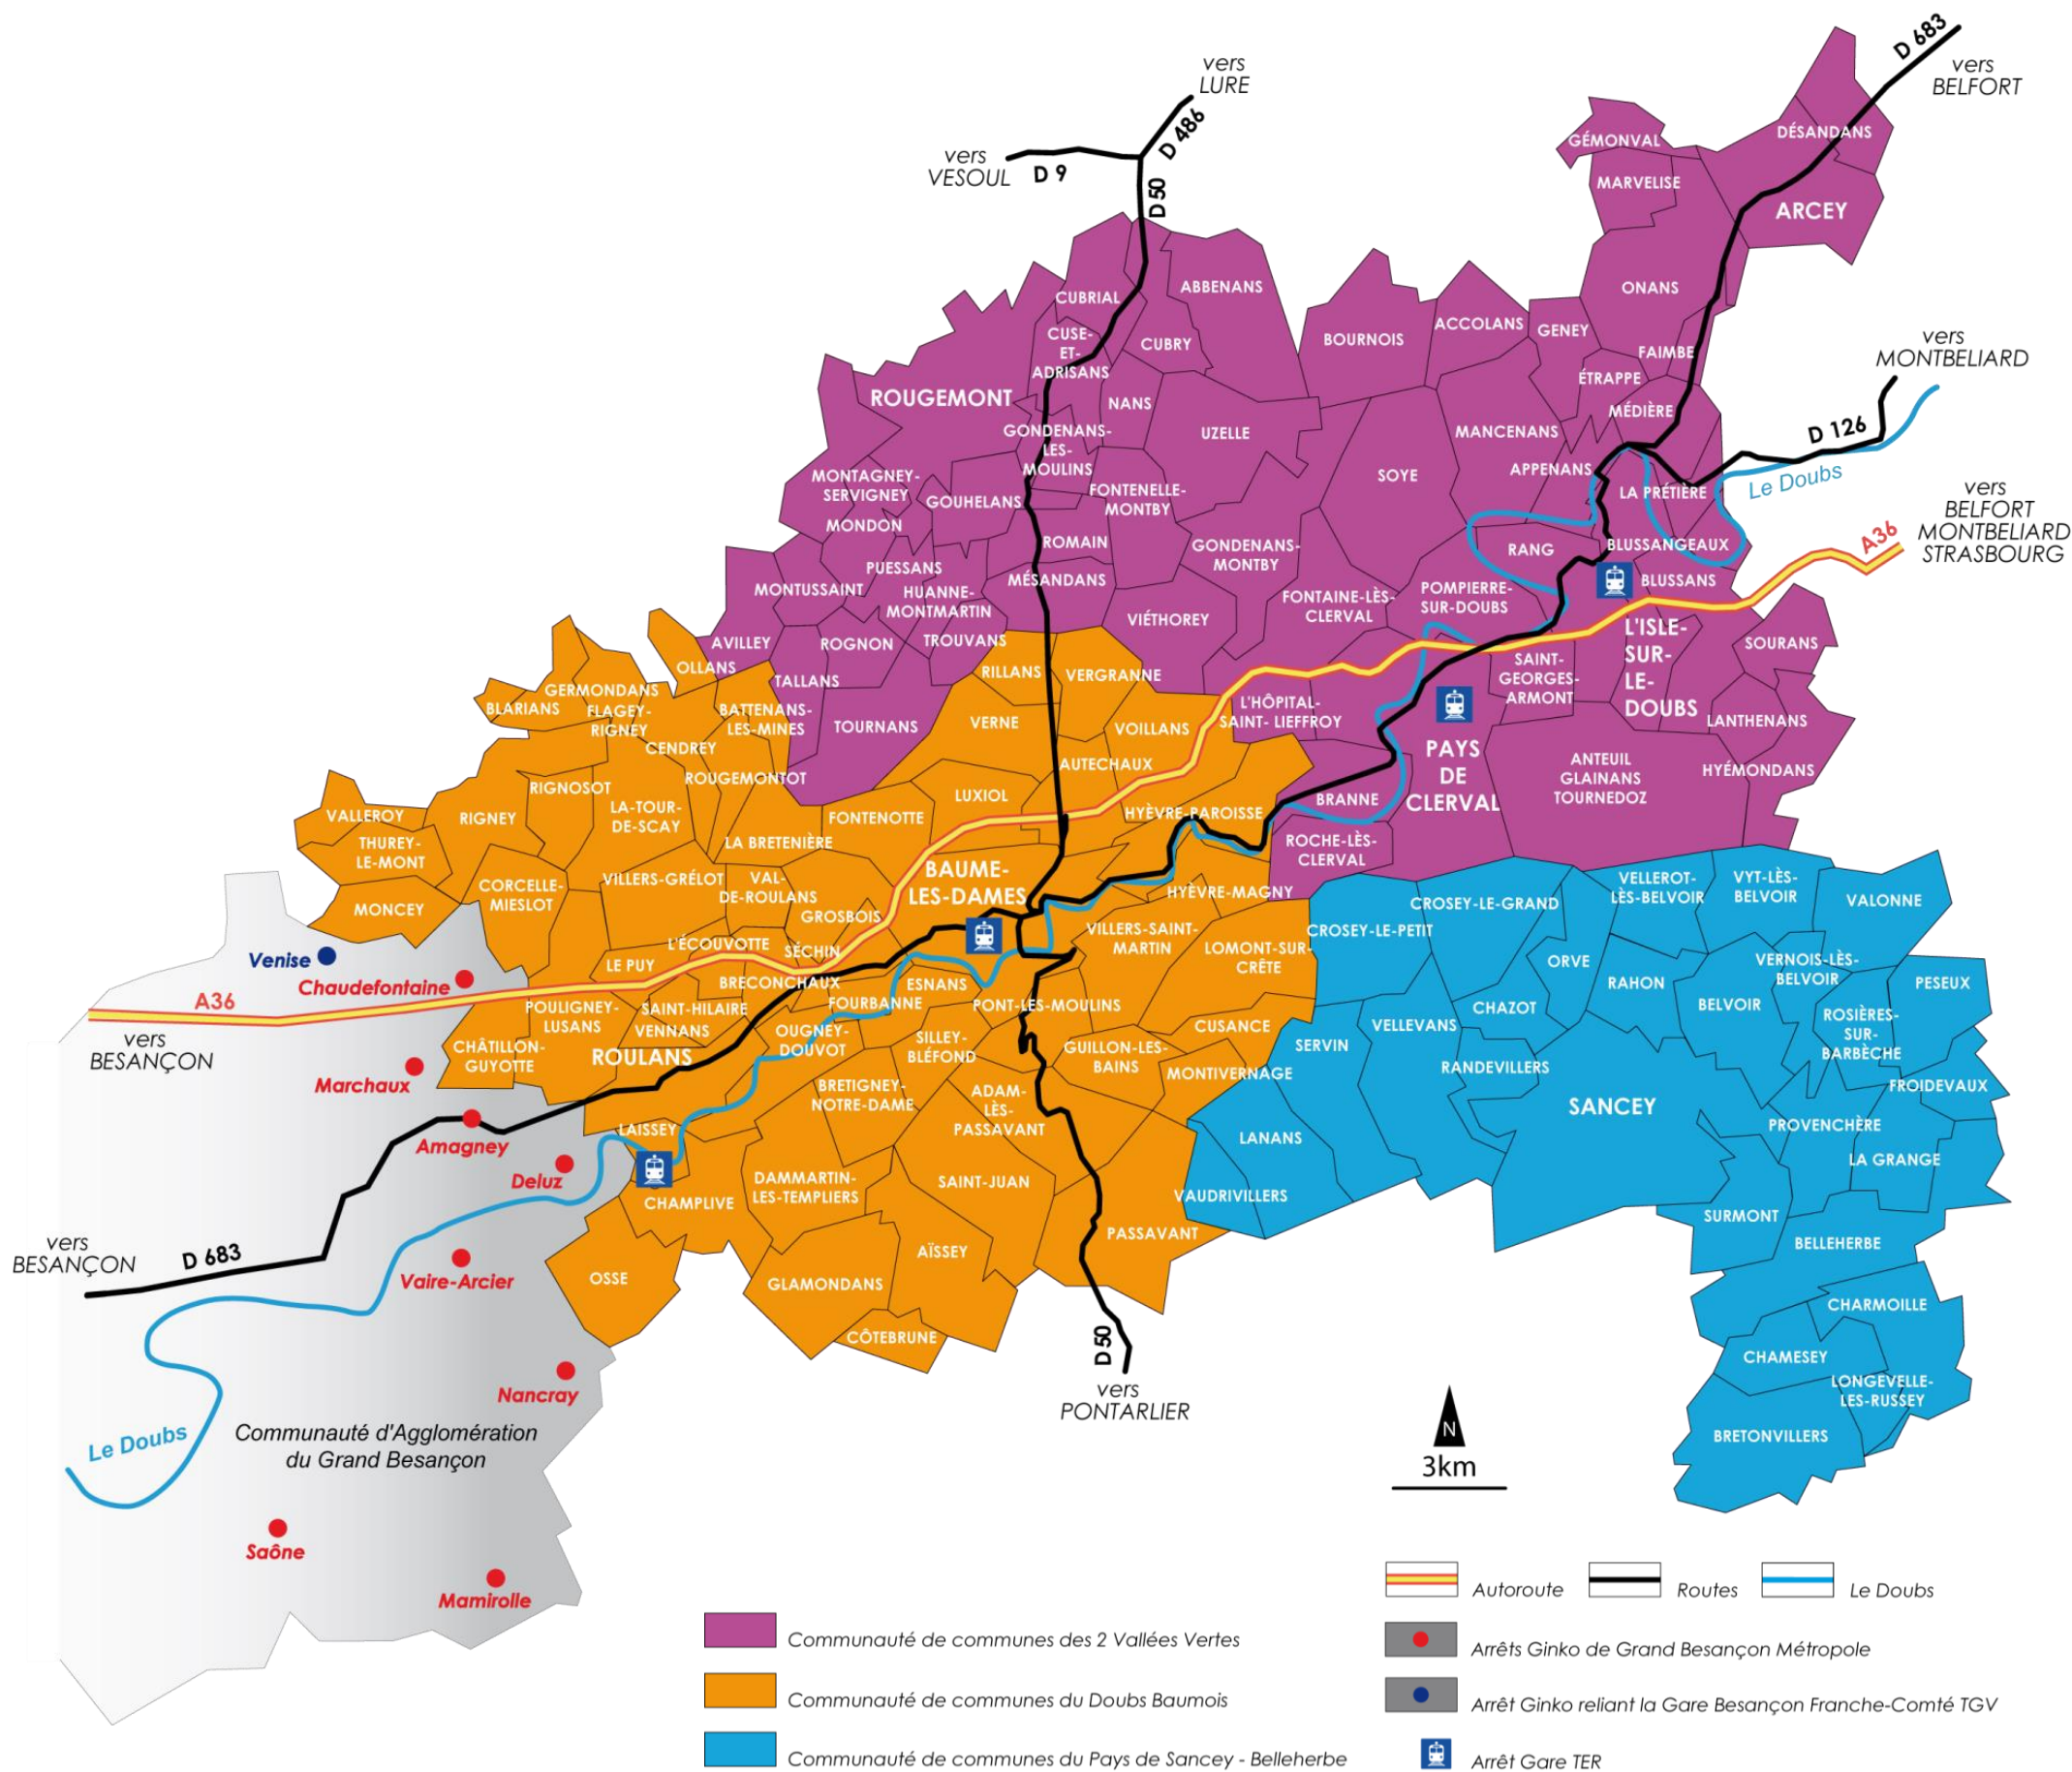 D 683
vers
BELFORT
vers
LURE
D 486
vers
VESOUL
D 9
D 50
GÉMONVAL
DÉSANDANS
MARVELISE
ARCEY
ONANS
CUBRIAL
ABBENANS
CUSE-
ET-
ADRISANS
CUBRY
BOURNOIS
ACCOLANS
GENEY
FAIMBE
ÉTRAPPE
MÉDIÈRE
vers
MONTBELIARD
D 126
Le Doubs
ROUGEMONT
NANS
GONDENANS-
LES-
MOULINS
UZELLE
MANCENANS
SOYE
APPENANS
LA PRÉTIÈRE
vers
BELFORT
MONTBELIARD
STRASBOURG
A36
MONTAGNEY-
SERVIGNEY
GOUHELANS
FONTENELLE-
MONTBY
MONDON
ROMAIN
GONDENANS-
MONTBY
RANG
BLUSSANGEAUX
PUESSANS
MÉSANDANS
BLUSSANS
MONTUSSAINT
HUANNE-
MONTMARTIN
VIÉTHOREY
FONTAINE-LÈS-
CLERVAL
POMPIERRE-
SUR-DOUBS
AVILLEY
ROGNON
TROUVANS
L'ISLE-
SUR-
LE-
DOUBS
SOURANS
OLLANS
TALLANS
RILLANS
VERGRANNE
SAINT-
GEORGES-
ARMONT
GERMONDANS
BLARIANS
FLAGEY-
RIGNEY
BATTENANS-
LES-MINES
TOURNANS
VERNE
VOILLANS
L'HÔPITAL-
SAINT- LIEFFROY
LANTHENANS
CENDREY
PAYS
DE
CLERVAL
ANTEUIL
GLAINANS
TOURNEDOZ
HYÉMONDANS
ROUGEMONTOT
AUTECHAUX
RIGNOSOT
LUXIOL
BRANNE
VALLEROY
RIGNEY
LA-TOUR-
DE-SCAY
FONTENOTTE
HYÈVRE-PAROISSE
THUREY-
LE-MONT
LA BRETENIÈRE
ROCHE-LÈS-
CLERVAL
CORCELLE-
MIESLOT
VILLERS-GRÉLOT
VAL-
DE-ROULANS
BAUME-
LES-DAMES
HYÈVRE-MAGNY
CROSEY-LE-GRAND
VELLEROT-
LÈS-BELVOIR
VYT-LÈS-
BELVOIR
VALONNE
MONCEY
GROSBOIS
VILLERS-SAINT-
MARTIN
CROSEY-LE-PETIT
L'ÉCOUVOTTE
SÉCHIN
LOMONT-SUR-
CRÊTE
Venise
LE PUY
ORVE
VERNOIS-LÈS-
BELVOIR
Chaudefontaine
BRECONCHAUX
ESNANS
RAHON
PESEUX
A36
vers
BESANÇON
POULIGNEY-
LUSANS
SAINT-HILAIRE
FOURBANNE
PONT-LES-MOULINS
CHAZOT
BELVOIR
ROSIÈRES-
SUR-
BARBÈCHE
VENNANS
OUGNEY-
DOUVOT
SILLEY-
BLÉFOND
CUSANCE
VELLEVANS
CHÂTILLON-
GUYOTTE
ROULANS
GUILLON-LES-
BAINS
SERVIN
MONTIVERNAGE
RANDEVILLERS
FROIDEVAUX
Marchaux
BRETIGNEY-
NOTRE-DAME
ADAM-
LÈS-
PASSAVANT
SANCEY
PROVENCHÈRE
Amagney
LAISSEY
LANANS
LA GRANGE
Deluz
CHAMPLIVE
DAMMARTIN-
LES-TEMPLIERS
SAINT-JUAN
VAUDRIVILLERS
SURMONT
vers
BESANÇON
D 683
PASSAVANT
BELLEHERBE
Vaire-Arcier
OSSE
GLAMONDANS
AÏSSEY
CÔTEBRUNE
CHARMOILLE
D 50
vers
PONTARLIER
CHAMESEY
LONGEVELLE-
LES-RUSSEY
Nancray
BRETONVILLERS
Le Doubs
Communauté d'Agglomération
du Grand Besançon
N
3km
Saône
Mamirolle
Autoroute
Routes
Le Doubs
Communauté de communes des 2 Vallées Vertes
Arrêts Ginko de Grand Besançon Métropole
Communauté de communes du Doubs Baumois
Arrêt Ginko reliant la Gare Besançon Franche-Comté TGV
Communauté de communes du Pays de Sancey - Belleherbe
Arrêt Gare TER